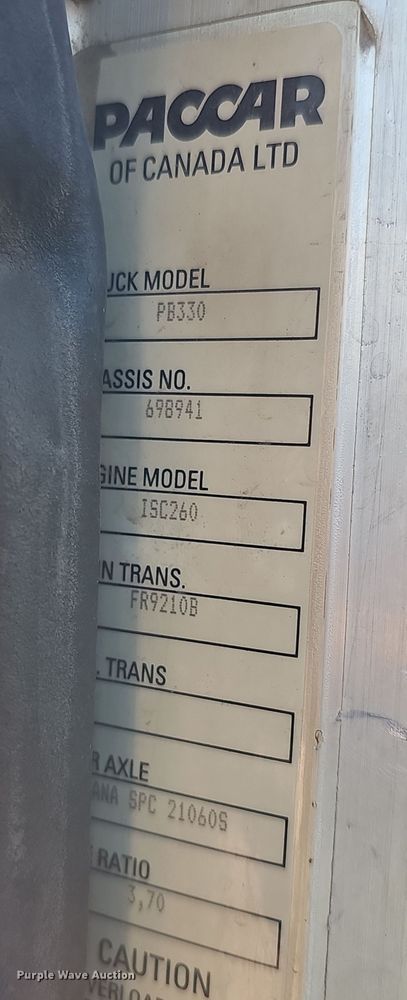 PACCAR
OF CANADA LTD
UCK MODEL
PB330
ASSIS NO.
698941
GINE MODEL
ISC260
N TRANS.
FR9210B
. TRANS
R AXLE
ANA SPC 21060S
RATIO
3,70
CAUTION
VERLOA
Purple Wave Auction